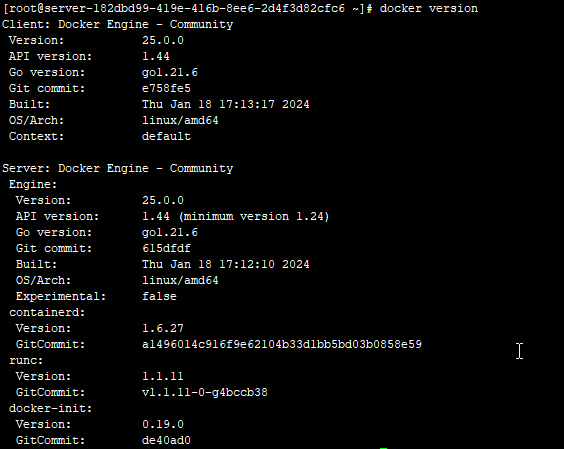 [root@server-182dbd99-419e-416b-8ee6-2d4f3d82cfc6 ~]# docker version
Client: Docker Engine - Community
 Version:           25.0.0
 API version:       1.44
 Go version:        go1.21.6
 Git commit:        e758fe5
 Built:             Thu Jan 18 17:13:17 2024
 OS/Arch:           linux/amd64
 Context:           default

Server: Docker Engine - Community
 Engine:
  Version:          25.0.0
  API version:      1.44 (minimum version 1.24)
  Go version:       go1.21.6
  Git commit:       615dfdf
  Built:            Thu Jan 18 17:12:10 2024
  OS/Arch:          linux/amd64
  Experimental:     false
 containerd:
  Version:          1.6.27
  GitCommit:        a1496014c916f9e62104b33d1bb5bd03b0858e59
 runc:
  Version:          1.1.11
  GitCommit:        v1.1.11-0-g4bccb38
 docker-init:
  Version:          0.19.0
  GitCommit:        de40ad0